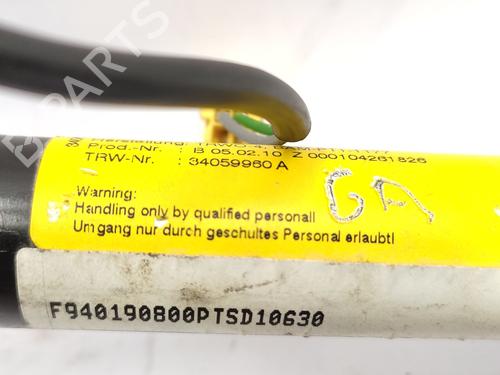 Prod.-Nr.: B 05.02.10 Z 000104261826
TRW-Nr.: 34059960 A
Warning:
Handling only by qualified personall
Umgang nur durch geschultes Personal erlaubt!
GA
F940190800PTSD10630